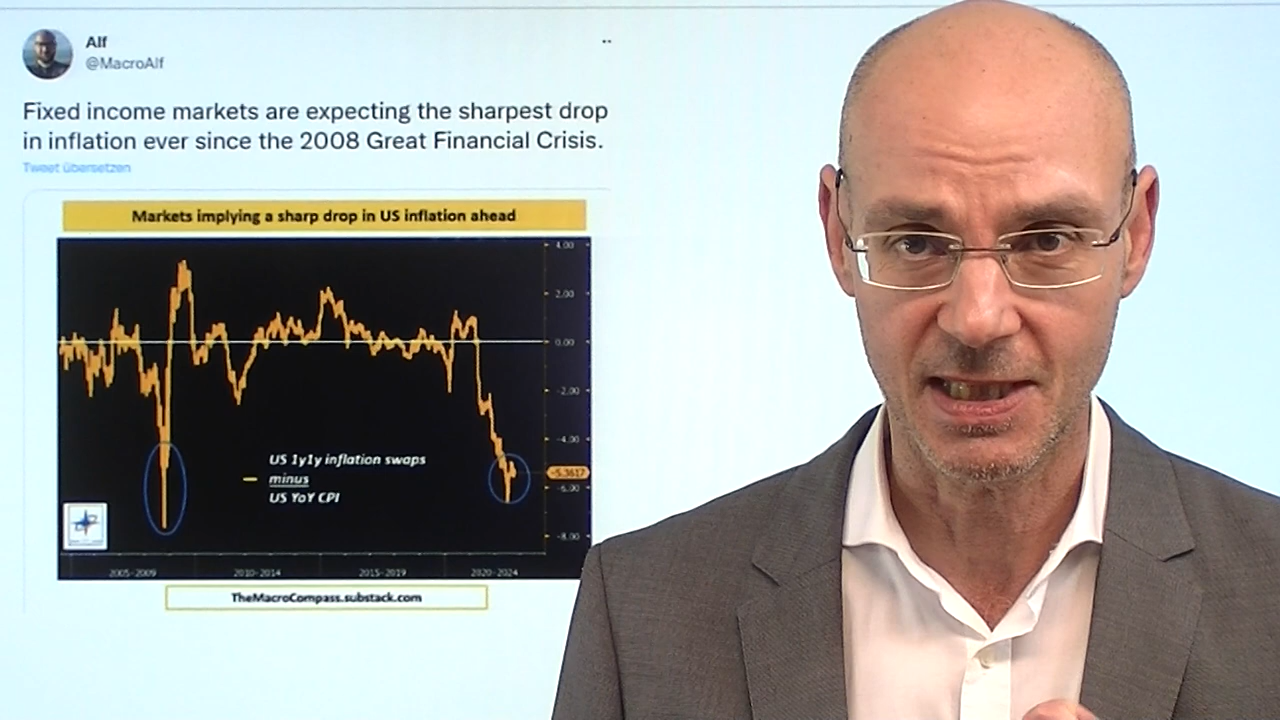 Alf
@MacroAlf
Fixed income markets are expecting the sharpest drop
in inflation ever since the 2008 Great Financial Crisis.
Tweet übersetzen
Markets implying a sharp drop in US inflation ahead
4.00
2.00
0.00
-2.00
-4.00
-5.3617
-6.00
-8.00
US 1y1y inflation swaps
minus
US YoY CPI
2005-2009
2010-2014
2015-2019
2020-2024
TheMacroCompass.substack.com